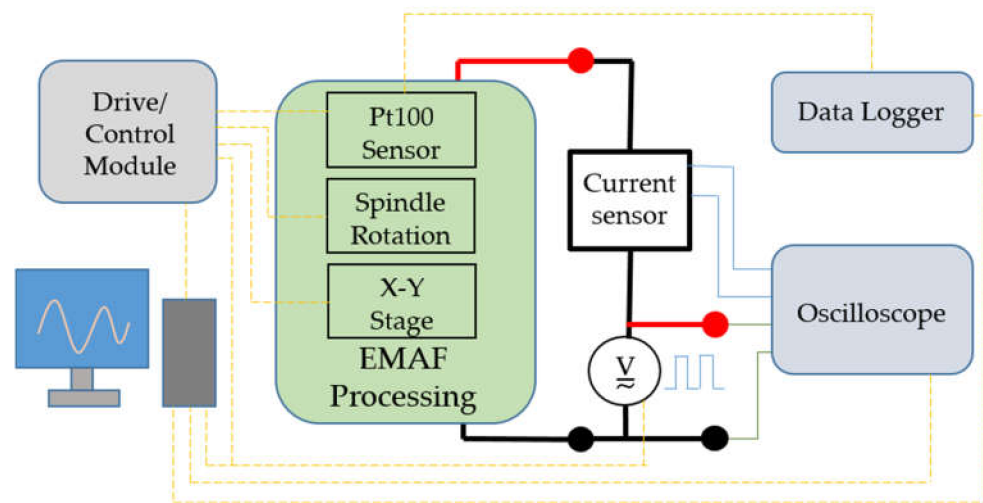 Drive/
Control
Module
Pt100
Sensor
Spindle
Rotation
X-Y
Stage
EMAF
Processing
Current
sensor
V
Data Logger
Oscilloscope